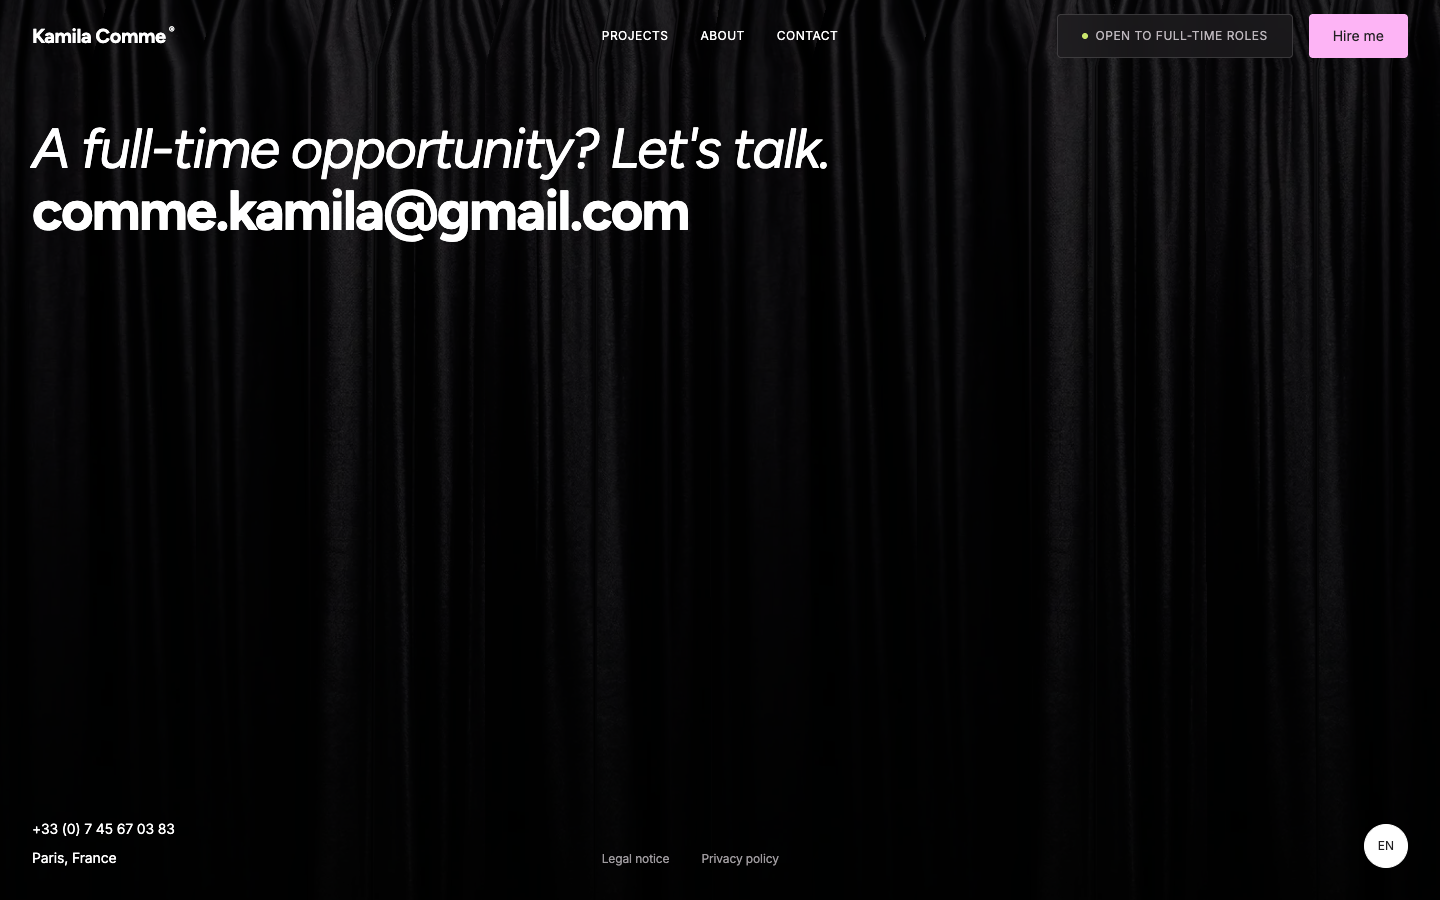 Kamila Comme®
PROJECTS
ABOUT
CONTACT
OPEN TO FULL-TIME ROLES
Hire me
A full-time opportunity? Let's talk.
comme.kamila@gmail.com
+33 (0) 7 45 67 03 83
Paris, France
Legal notice
Privacy policy
EN